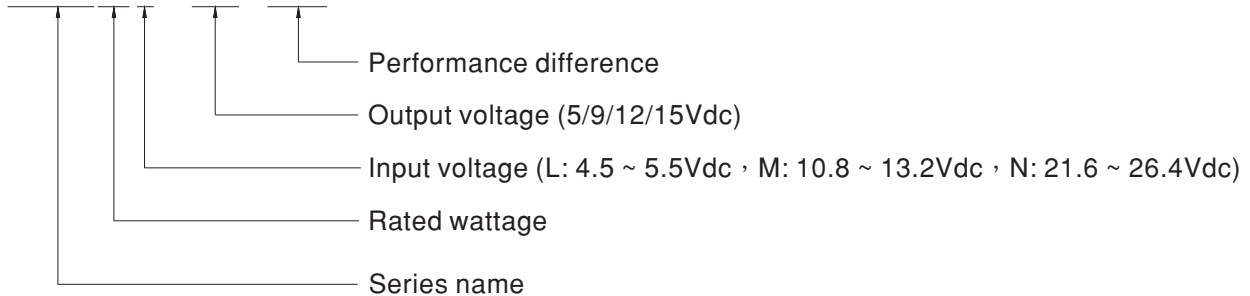 Performance difference
Output voltage (5/9/12/15Vdc)
Input voltage (L: 4.5 ~ 5.5Vdc，M: 10.8 ~ 13.2Vdc，N: 21.6 ~ 26.4Vdc)
Rated wattage
Series name